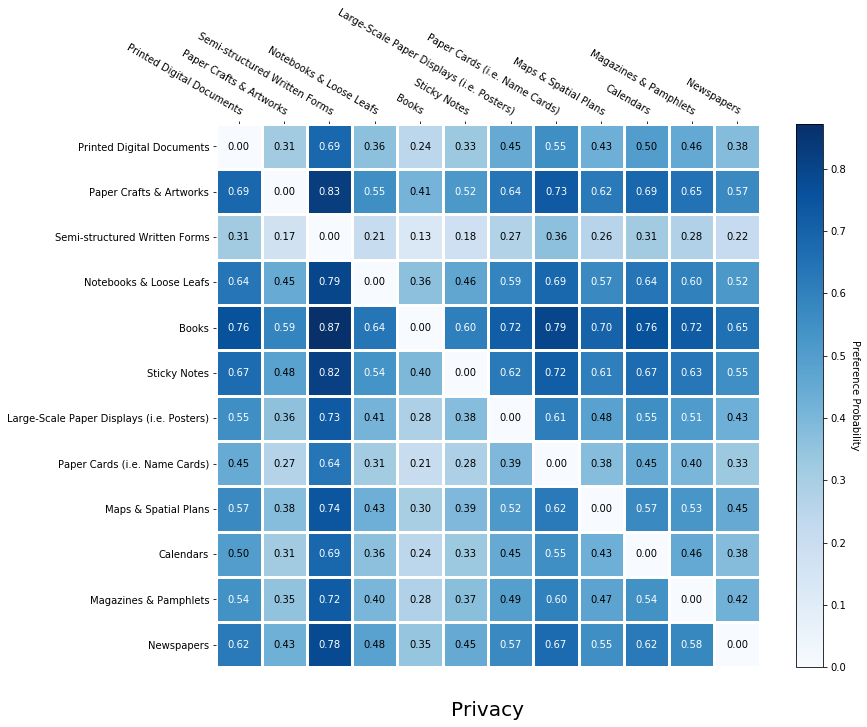 Printed Digital Documents
Paper Crafts & Artworks
Semi-structured Written Forms
Notebooks & Loose Leafs
Books
Sticky Notes
Large-Scale Paper Displays (i.e. Posters)
Paper Cards (i.e. Name Cards)
Maps & Spatial Plans
Calendars
Magazines & Pamphlets
Newspapers
Printed Digital Documents 0.00 0.31 0.69 0.36 0.24 0.33 0.45 0.55 0.43 0.50 0.46 0.38
Paper Crafts & Artworks 0.69 0.00 0.83 0.55 0.41 0.52 0.64 0.73 0.62 0.69 0.65 0.57
Semi-structured Written Forms 0.31 0.17 0.00 0.21 0.13 0.18 0.27 0.36 0.26 0.31 0.28 0.22
Notebooks & Loose Leafs 0.64 0.45 0.79 0.00 0.36 0.46 0.59 0.69 0.57 0.64 0.60 0.52
Books 0.76 0.59 0.87 0.64 0.00 0.60 0.72 0.79 0.70 0.76 0.72 0.65
Sticky Notes 0.67 0.48 0.82 0.54 0.40 0.00 0.62 0.72 0.61 0.67 0.63 0.55
Large-Scale Paper Displays (i.e. Posters) 0.55 0.36 0.73 0.41 0.28 0.38 0.00 0.61 0.48 0.55 0.51 0.43
Paper Cards (i.e. Name Cards) 0.45 0.27 0.64 0.31 0.21 0.28 0.39 0.00 0.38 0.45 0.40 0.33
Maps & Spatial Plans 0.57 0.38 0.74 0.43 0.30 0.39 0.52 0.62 0.00 0.57 0.53 0.45
Calendars 0.50 0.31 0.69 0.36 0.24 0.33 0.45 0.55 0.43 0.00 0.46 0.38
Magazines & Pamphlets 0.54 0.35 0.72 0.40 0.28 0.37 0.49 0.60 0.47 0.54 0.00 0.42
Newspapers 0.62 0.43 0.78 0.48 0.35 0.45 0.57 0.67 0.55 0.62 0.58 0.00
0.8
0.7
0.6
0.5
0.4
0.3
0.2
0.1
0.0
Preference Probability
Privacy